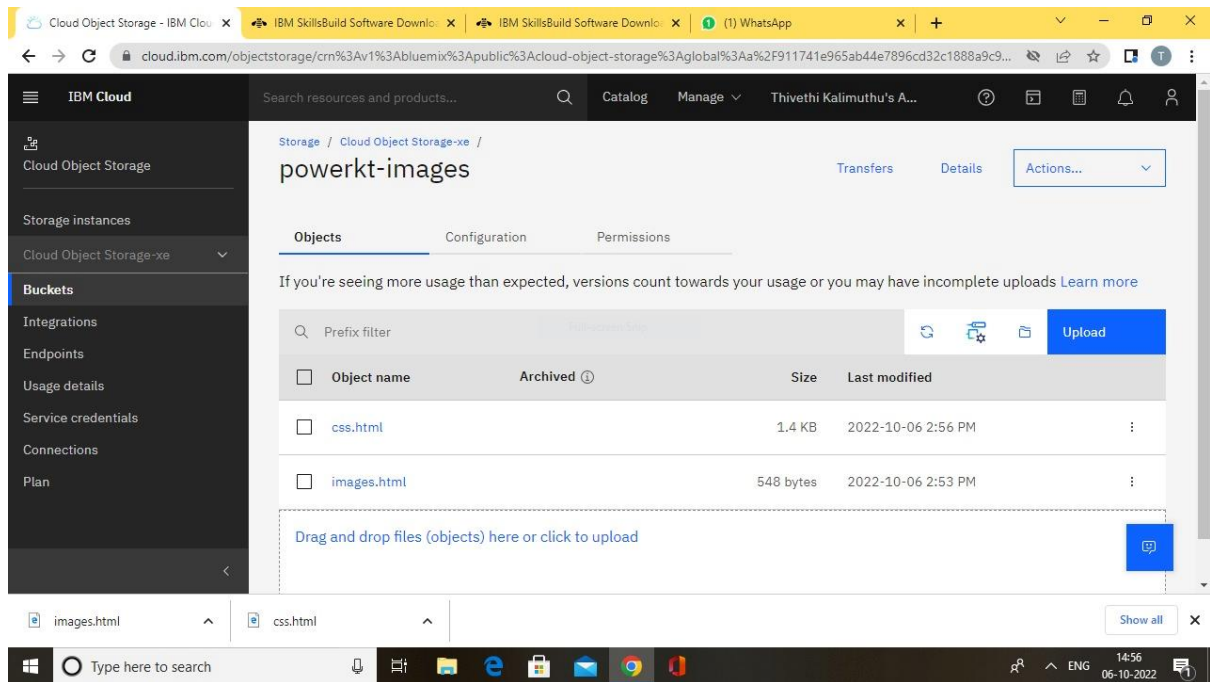 Cloud Object Storage - IBM Clou
IBM SkillsBuild Software Downloa
IBM SkillsBuild Software Downloa
(1) WhatsApp
cloud.ibm.com/objectstorage/crn%3Av1%3Abluemix%3Apublic%3Acloud-object-storage%3Aglobal%3Aa%2F911741e965ab44e7896cd32c1888a9c9...
T
IBM Cloud
Search resources and products...
Catalog
Manage
Thivethi Kalimuthu's A...
Cloud Object Storage
Storage instances
Cloud Object Storage-xe
Buckets
Integrations
Endpoints
Usage details
Service credentials
Connections
Plan
Storage / Cloud Object Storage-xe /
powerkt-images
Transfers
Details
Actions...
Objects
Configuration
Permissions
If you're seeing more usage than expected, versions count towards your usage or you may have incomplete uploads Learn more
Prefix filter
Upload
Object name Archived Size Last modified
css.html 1.4 KB 2022-10-06 2:56 PM
images.html 548 bytes 2022-10-06 2:53 PM
Drag and drop files (objects) here or click to upload
images.html
css.html
Show all
Type here to search
ENG
14:56
06-10-2022
1